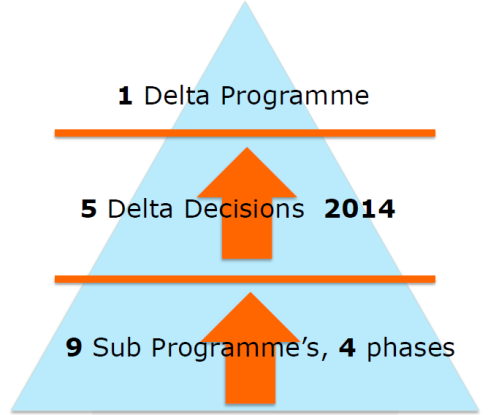 1 Delta Programme
5 Delta Decisions 2014
9 Sub Programme's, 4 phases